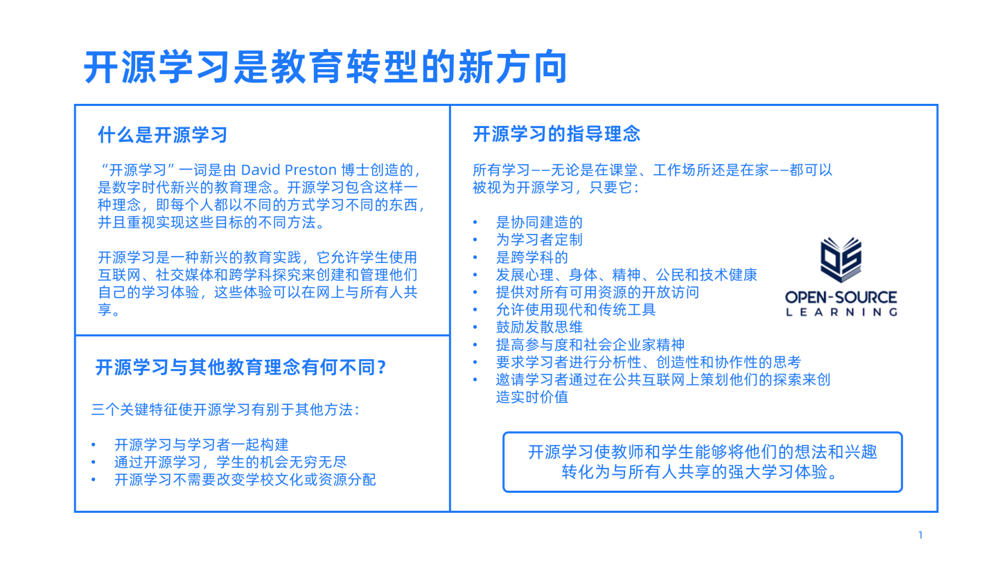 开源学习是教育转型的新方向
什么是开源学习
“开源学习”一词是由 David Preston 博士创造的，
是数字时代新兴的教育理念。开源学习包含这样一
种理念，即每个人都以不同的方式学习不同的东西，
并且重视实现这些目标的不同方法。
开源学习是一种新兴的教育实践，它允许学生使用
互联网、社交媒体和跨学科探究来创建和管理他们
自己的学习体验，这些体验可以在网上与所有人共
享。
开源学习与其他教育理念有何不同？
三个关键特征使开源学习有别于其他方法：
• 开源学习与学习者一起构建
• 通过开源学习，学生的机会无穷无尽
• 开源学习不需要改变学校文化或资源分配
开源学习的指导理念
所有学习——无论是在课堂、工作场所还是在家——都可以
被视为开源学习，只要它：
• 是协同建造的
• 为学习者定制
• 是跨学科的
• 发展心理、身体、精神、公民和技术健康
• 提供对所有可用资源的开放访问
• 允许使用现代和传统工具
• 鼓励发散思维
• 提高参与度和社会企业家精神
• 要求学习者进行分析性、创造性和协作性的思考
• 邀请学习者通过在公共互联网上策划他们的探索来创
造实时价值
OS
OPEN-SOURCE
LEARNING
开源学习使教师和学生能够将他们的想法和兴趣
转化为与所有人共享的强大学习体验。
1